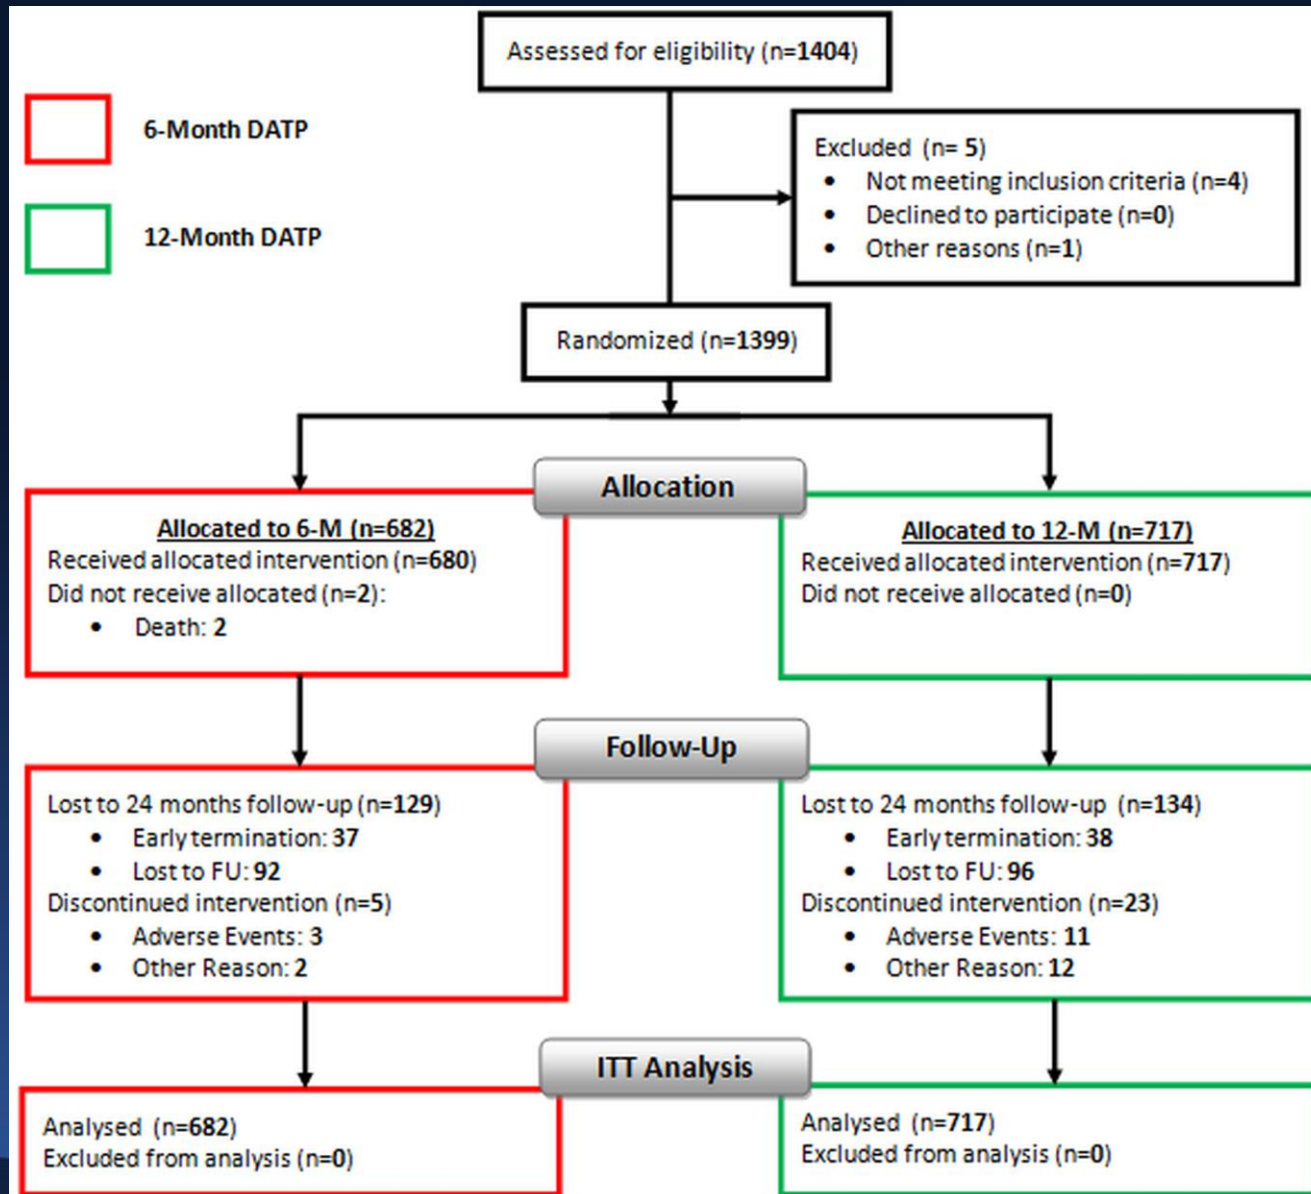 Assessed for eligibility (n=1404)
6-Month DATP
12-Month DATP
Excluded (n= 5)
• Not meeting inclusion criteria (n=4)
• Declined to participate (n=0)
• Other reasons (n=1)
Randomized (n=1399)
Allocation
Allocated to 6-M (n=682)
Received allocated intervention (n=680)
Did not receive allocated (n=2):
• Death: 2
Allocated to 12-M (n=717)
Received allocated intervention (n=717)
Did not receive allocated (n=0)
Follow-Up
Lost to 24 months follow-up (n=129)
• Early termination: 37
• Lost to FU: 92
Discontinued intervention (n=5)
• Adverse Events: 3
• Other Reason: 2
Lost to 24 months follow-up (n=134)
• Early termination: 38
• Lost to FU: 96
Discontinued intervention (n=23)
• Adverse Events: 11
• Other Reason: 12
ITT Analysis
Analysed (n=682)
Excluded from analysis (n=0)
Analysed (n=717)
Excluded from analysis (n=0)